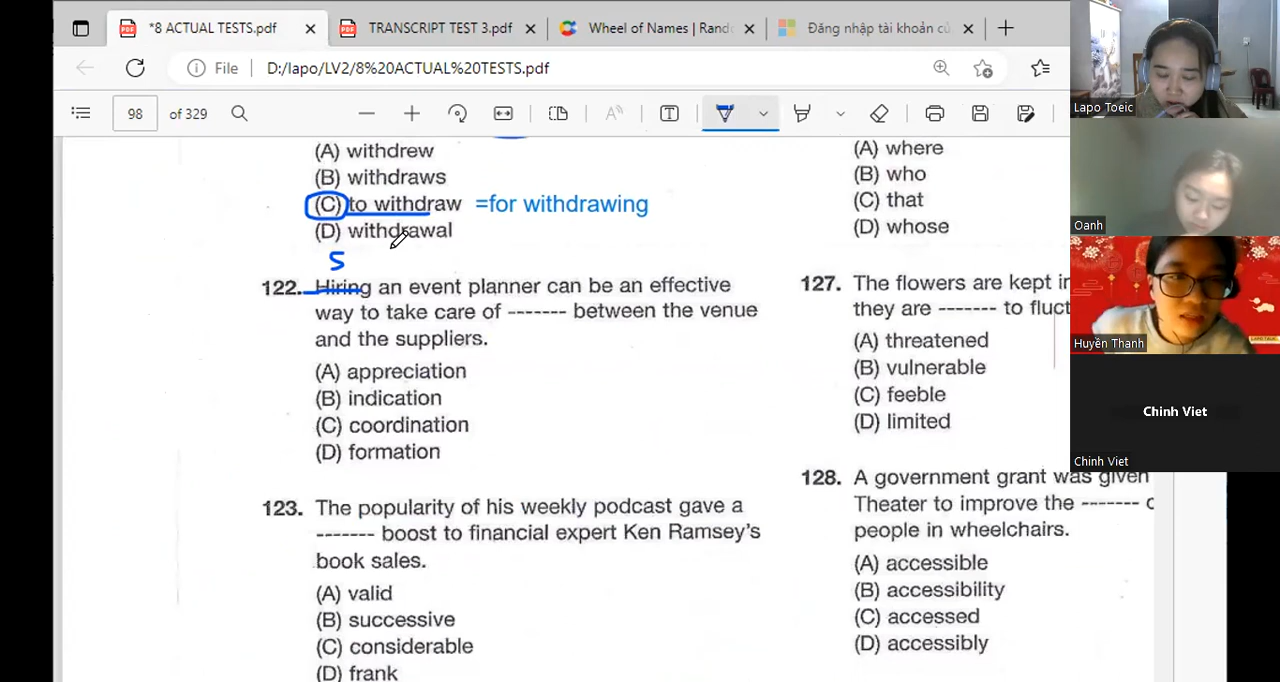 *8 ACTUAL TESTS.pdf
TRANSCRIPT TEST 3.pdf
Wheel of Names | Rand
Đăng nhập tài khoản củ
File
D:/lapo/LV2/8%20ACTUAL%20TESTS.pdf
98 of 329
(A) withdrew
(B) withdraws
(C) to withdraw =for withdrawing
(D) withdrawal
S
122. Hiring an event planner can be an effective
way to take care of ------- between the venue
and the suppliers.
(A) appreciation
(B) indication
(C) coordination
(D) formation
123. The popularity of his weekly podcast gave a
------- boost to financial expert Ken Ramsey's
book sales.
(A) valid
(B) successive
(C) considerable
(D) frank
(A) where
(B) who
(C) that
(D) whose
127. The flowers are kept in
they are ------- to fluct
(A) threatened
(B) vulnerable
(C) feeble
(D) limited
128. A government grant was given
Theater to improve the -------
people in wheelchairs.
(A) accessible
(B) accessibility
(C) accessed
(D) accessibly
Lapo Toeic
Oanh
Huyền Thanh
Chinh Viet
Chinh Viet